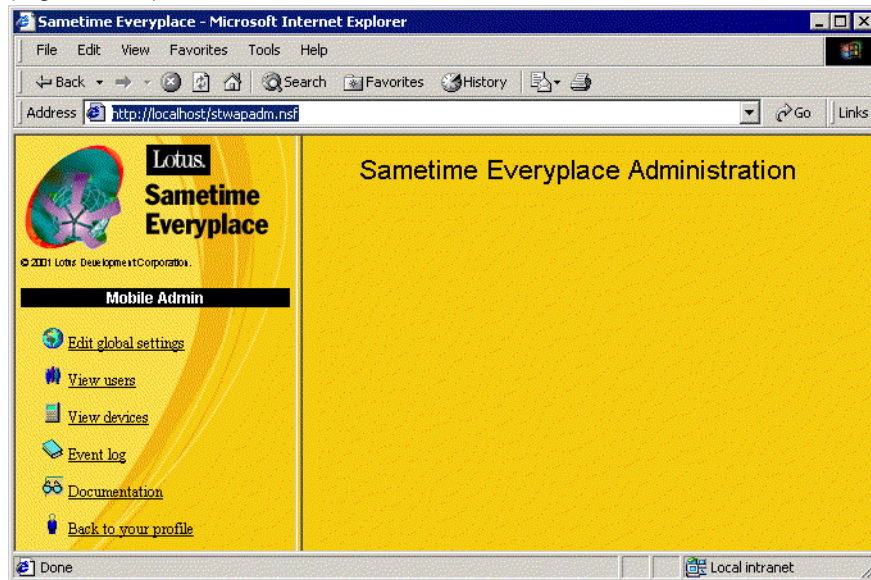 Sametime Everyplace - Microsoft Internet Explorer
File Edit View Favorites Tools Help
Back Search Favorites History
Address http://localhost/stwapadm.nsf Go Links
Lotus.
Sametime
Everyplace
© 2001 Lotus Development Corporation.
Mobile Admin
Edit global settings
View users
View devices
Event log
Documentation
Back to your profile
Sametime Everyplace Administration
Done Local intranet